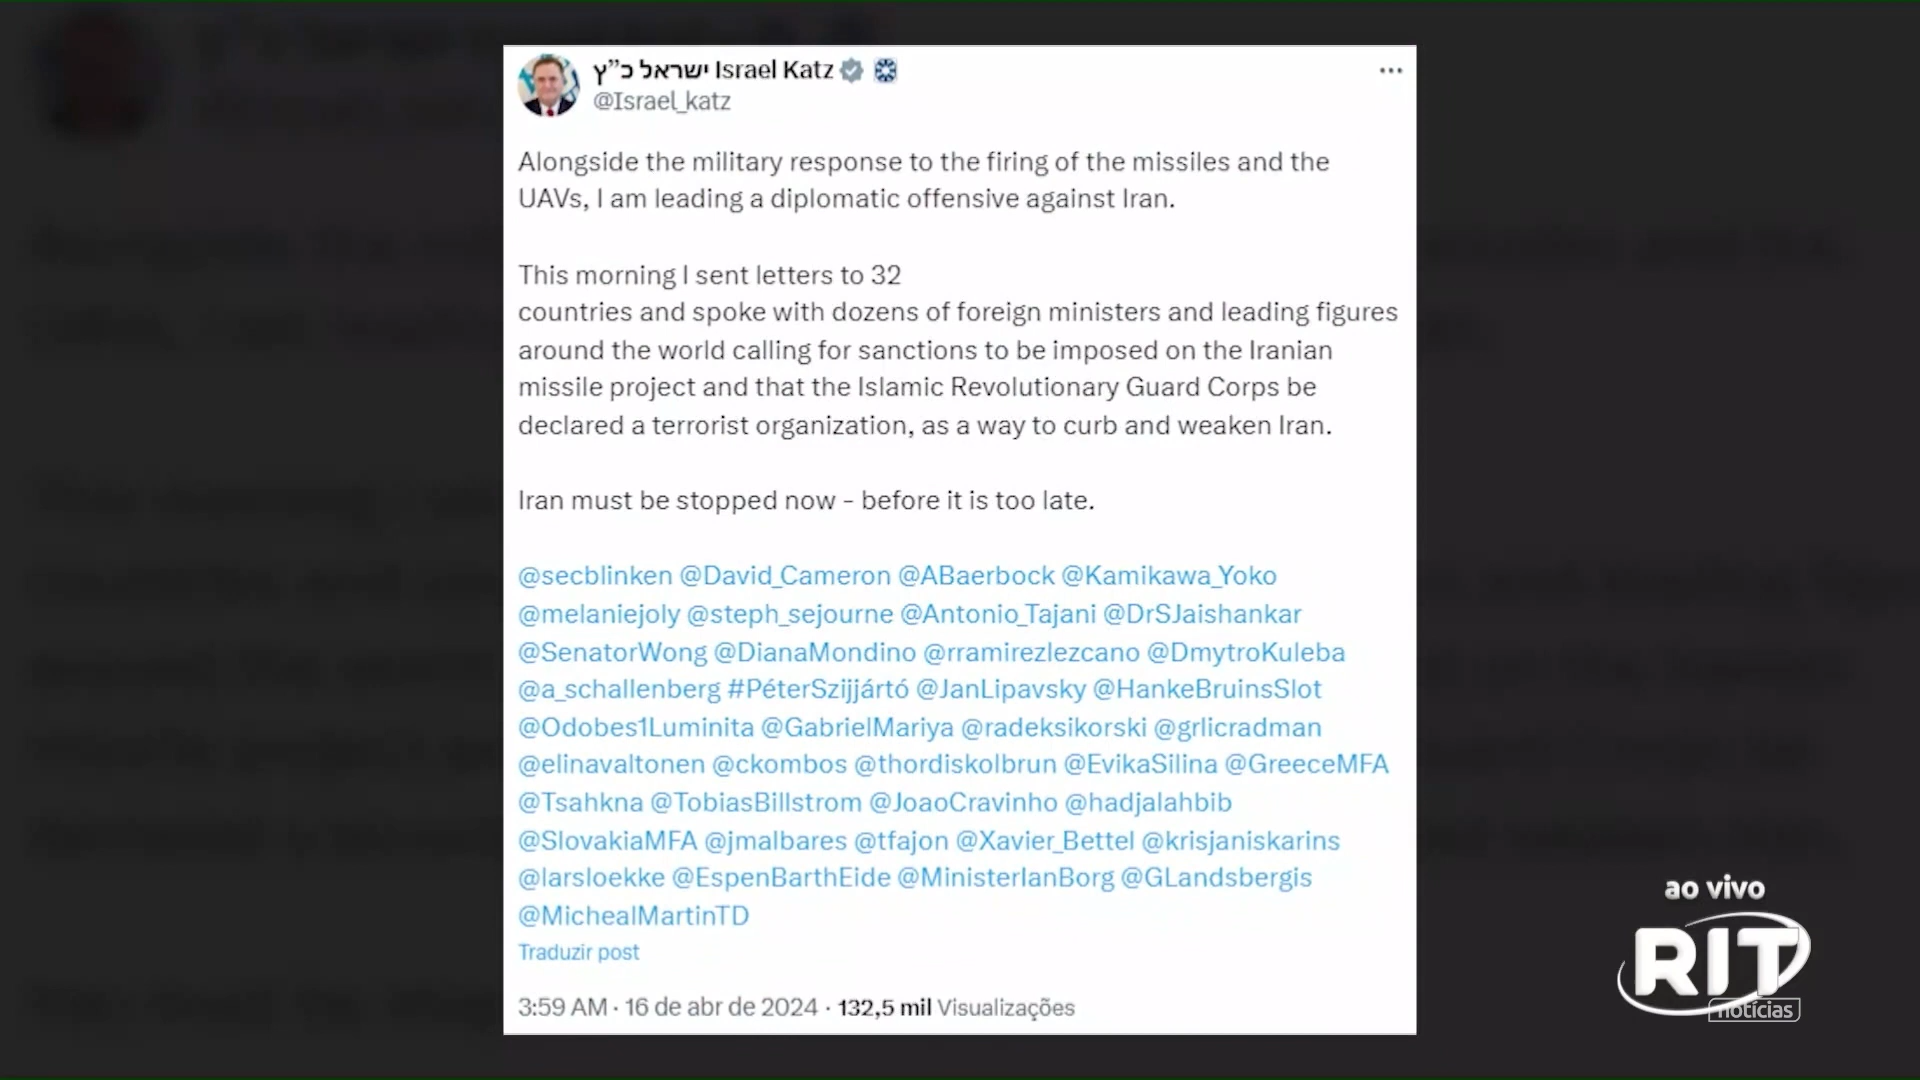 ישראל כ”ץ Israel Katz
@Israel_katz
Alongside the military response to the firing of the missiles and the
UAVs, I am leading a diplomatic offensive against Iran.
This morning I sent letters to 32
countries and spoke with dozens of foreign ministers and leading figures
around the world calling for sanctions to be imposed on the Iranian
missile project and that the Islamic Revolutionary Guard Corps be
declared a terrorist organization, as a way to curb and weaken Iran.
Iran must be stopped now - before it is too late.
@secblinken @David_Cameron @ABaerbock @Kamikawa_Yoko
@melaniejoly @steph_sejourne @Antonio_Tajani @DrSJaishankar
@SenatorWong @DianaMondino @rramirezlezcano @DmytroKuleba
@a_schallenberg #PéterSzijjártó @JanLipavsky @HankeBruinsSlot
@Odobes1Luminita @GabrielMariya @radeksikorski @grlicradman
@elinavaltonen @ckombos @thordiskolbrun @EvikaSilina @GreeceMFA
@Tsahkna @TobiasBillstrom @JoaoCravinho @hadjalahbib
@SlovakiaMFA @jmalbares @tfajon @Xavier_Bettel @krisjaniskarins
@larsloekke @EspenBarthEide @MinisterIanBorg @GLandsbergis
@MichealMartinTD
Traduzir post
3:59 AM · 16 de abr de 2024 · 132,5 mil Visualizações
ao vivo
RIT
notícias